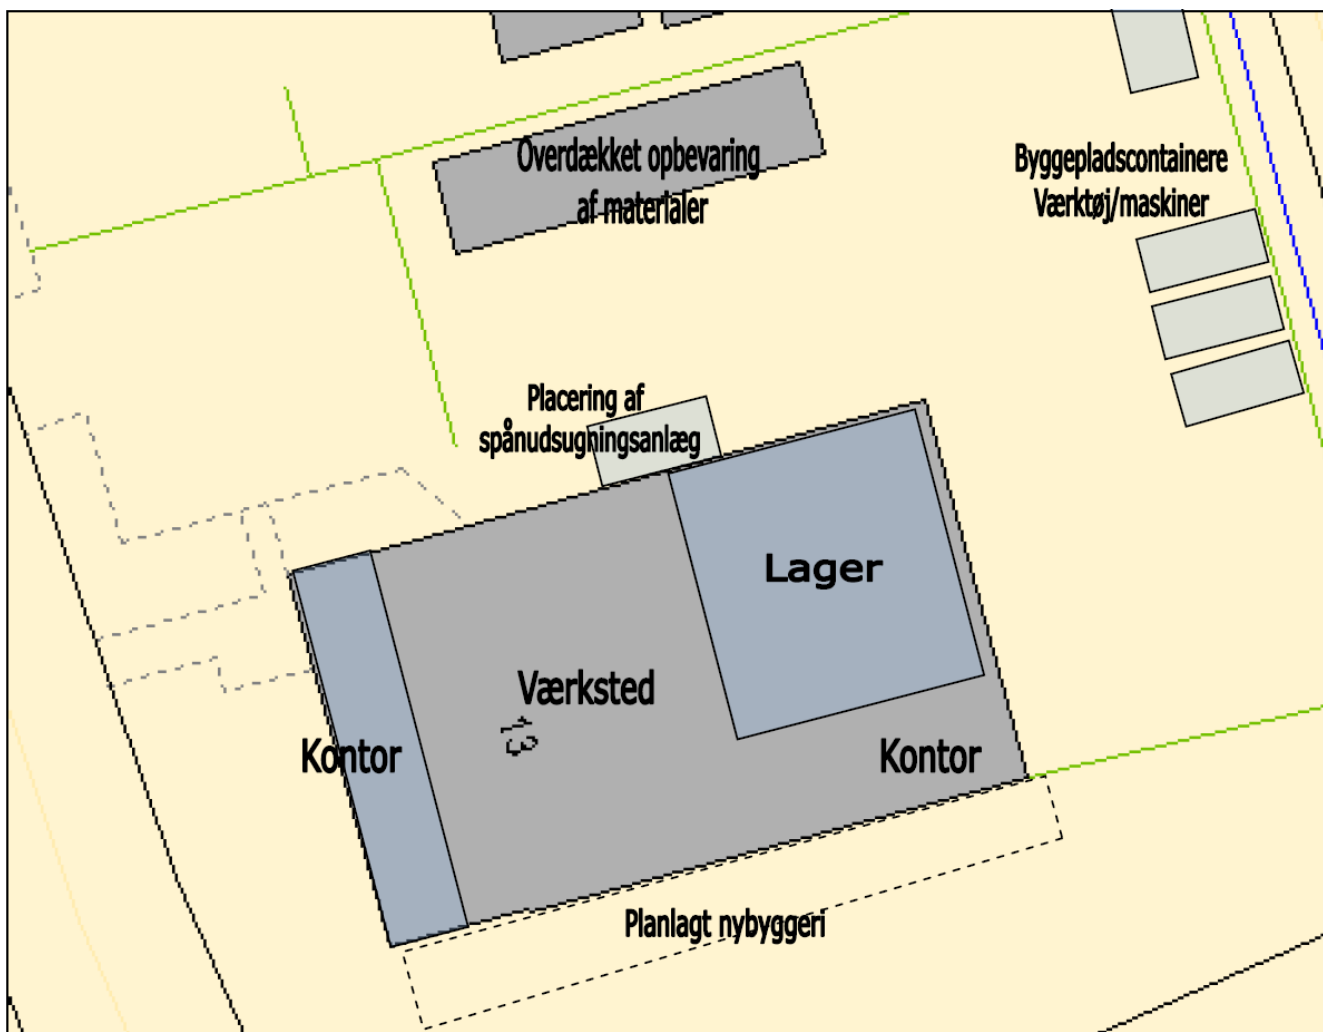 Overdækket opbevaring
af materialer
Byggepladscontainere
Værktøj/maskiner
Placering af
spånudsugningsanlæg
Lager
Værksted
13
Kontor
Kontor
Planlagt nybyggeri